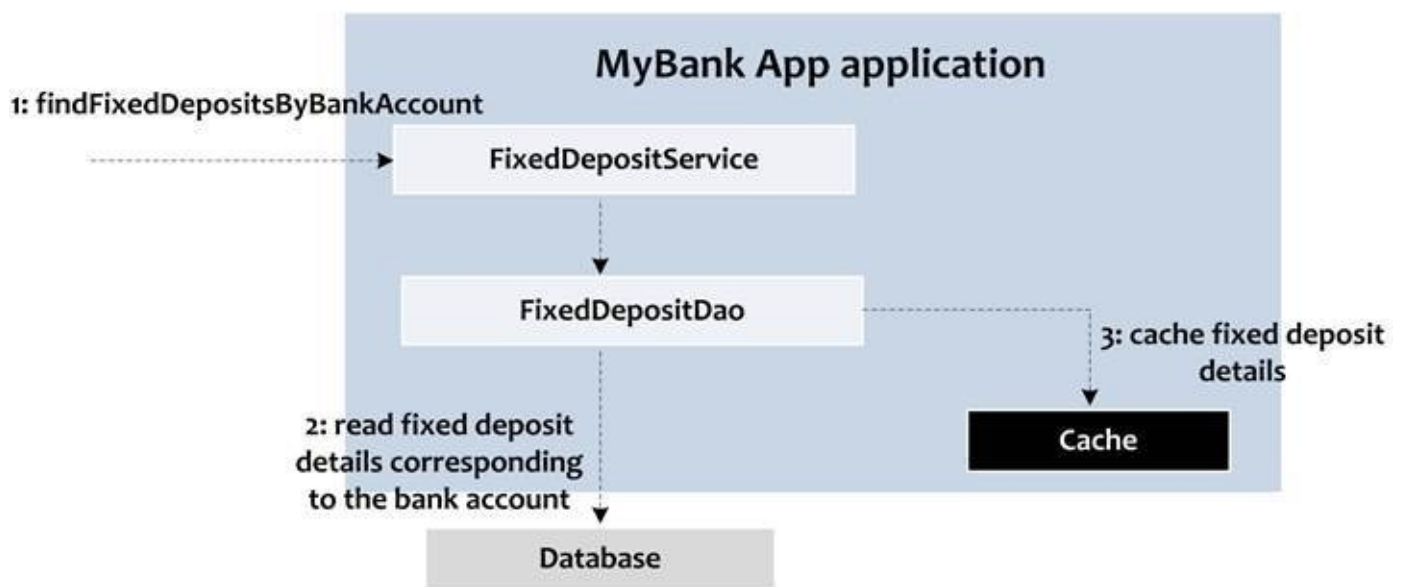 MyBank App application
1: findFixedDepositsByBankAccount
FixedDepositService
FixedDepositDao
3: cache fixed deposit
details
2: read fixed deposit
details corresponding
to the bank account
Cache
Database